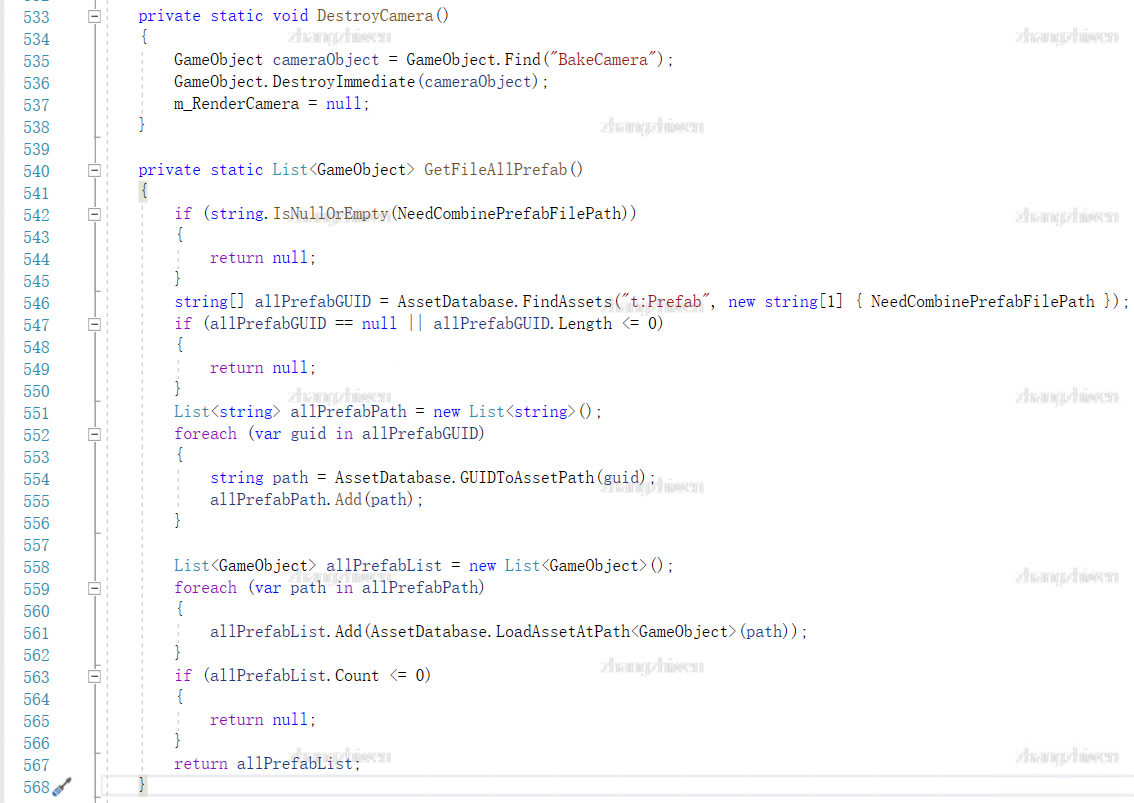 533 private static void DestroyCamera()
534 {
535 GameObject cameraObject = GameObject.Find("BakeCamera");
536 GameObject.DestroyImmediate(cameraObject);
537 m_RenderCamera = null;
538 }
539
540 private static List<GameObject> GetFileAllPrefab()
541 {
542 if (string.IsNullOrEmpty(NeedCombinePrefabFilePath))
543 {
544 return null;
545 }
546 string[] allPrefabGUID = AssetDatabase.FindAssets("t:Prefab", new string[1] { NeedCombinePrefabFilePath });
547 if (allPrefabGUID == null || allPrefabGUID.Length <= 0)
548 {
549 return null;
550 }
551 List<string> allPrefabPath = new List<string>();
552 foreach (var guid in allPrefabGUID)
553 {
554 string path = AssetDatabase.GUIDToAssetPath(guid);
555 allPrefabPath.Add(path);
556 }
557
558 List<GameObject> allPrefabList = new List<GameObject>();
559 foreach (var path in allPrefabPath)
560 {
561 allPrefabList.Add(AssetDatabase.LoadAssetAtPath<GameObject>(path));
562 }
563 if (allPrefabList.Count <= 0)
564 {
565 return null;
566 }
567 return allPrefabList;
568 }